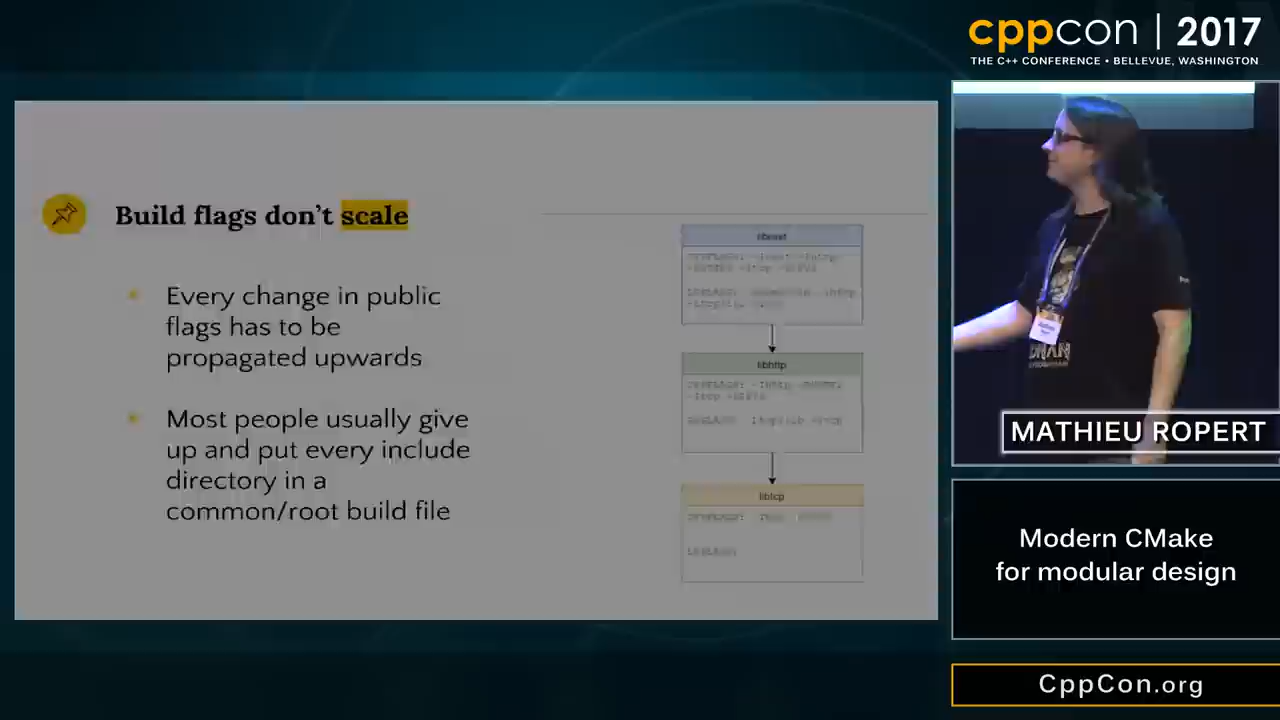 cppcon | 2017
THE C++ CONFERENCE • BELLEVUE, WASHINGTON
Build flags don't scale
Every change in public
flags has to be
propagated upwards
Most people usually give
up and put every include
directory in a
common/root build file
libhttp
libtcp
MATHIEU ROPERT
Modern CMake
for modular design
CppCon.org